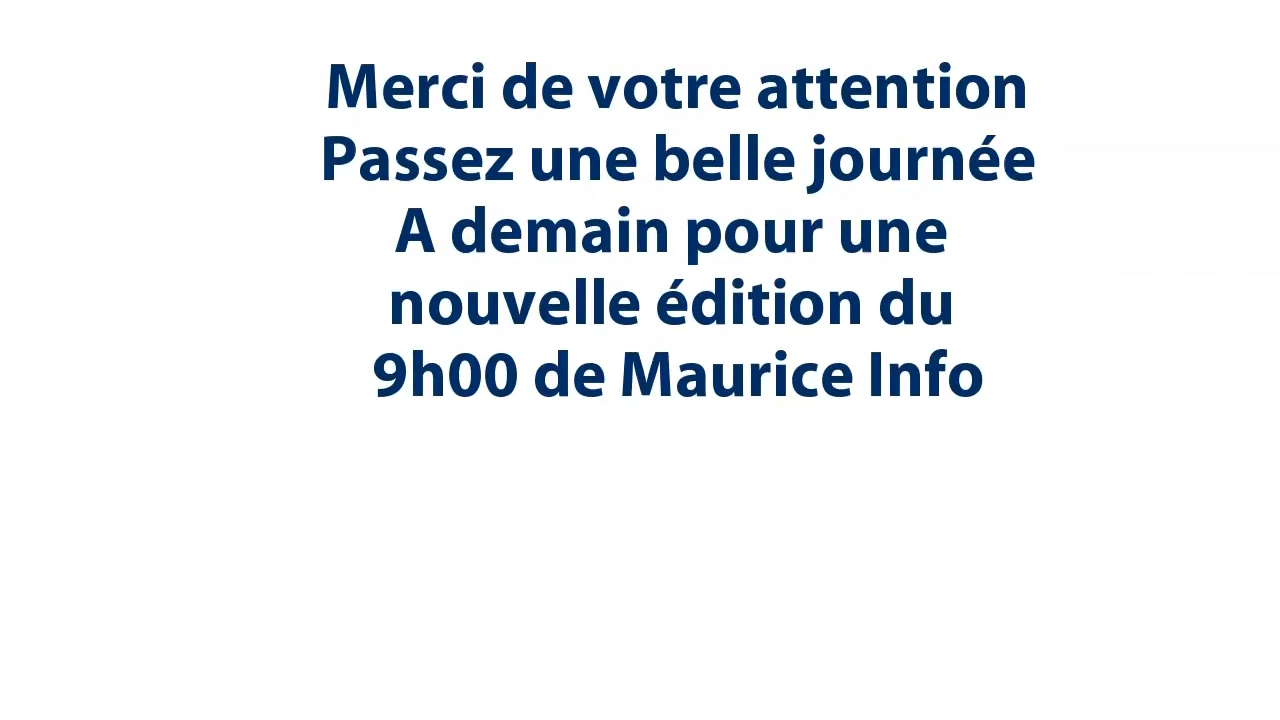 Merci de votre attention
Passez une belle journée
A demain pour une
nouvelle édition du
9h00 de Maurice Info